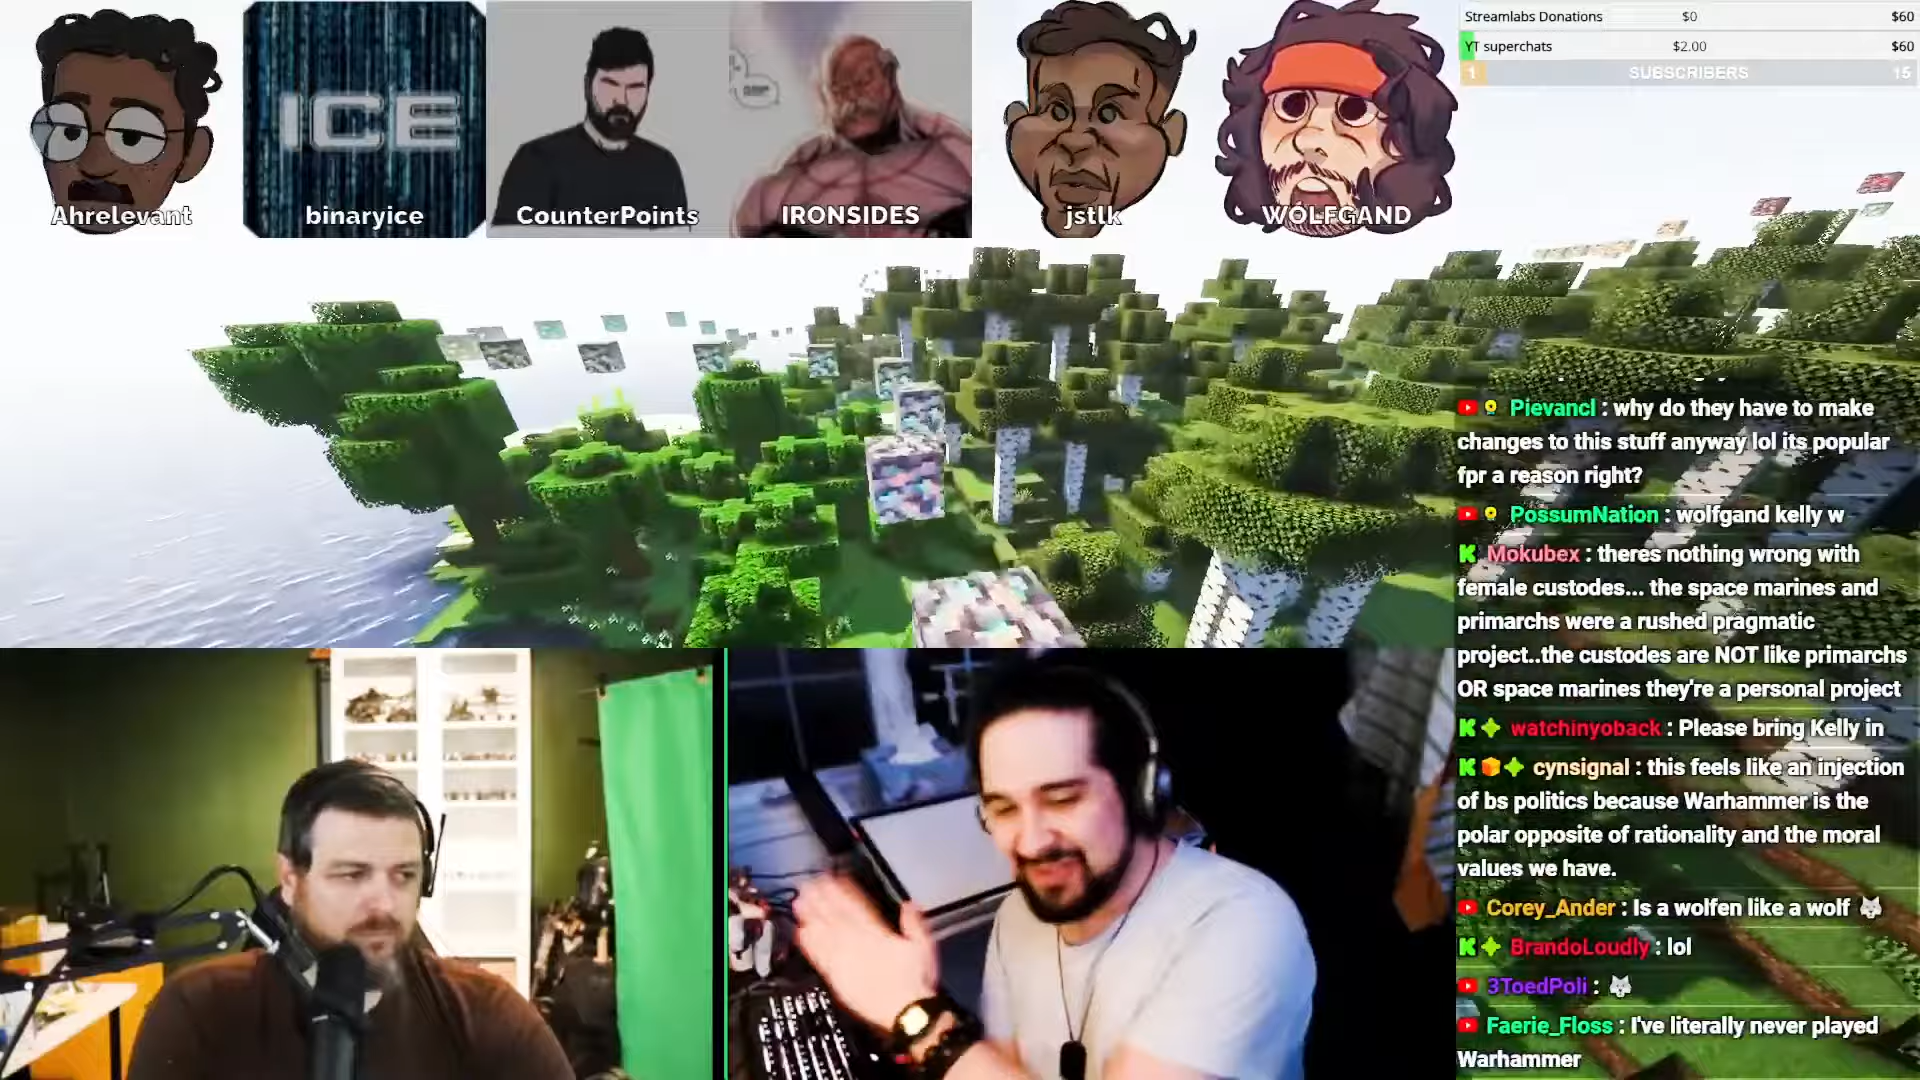 Streamlabs Donations $0 $60
YT superchats $2.00 $60
1 SUBSCRIBERS 15
ICE
Ahrelevant
binaryice
CounterPoints
IRONSIDES
jstlk
WOLFGAND
Pievancl : why do they have to make
changes to this stuff anyway lol its popular
fpr a reason right?
PossumNation : wolfgand kelly w
Mokubex : theres nothing wrong with
female custodes... the space marines and
primarchs were a rushed pragmatic
project..the custodes are NOT like primarchs
OR space marines they're a personal project
watchinyoback : Please bring Kelly in
cynsignal : this feels like an injection
of bs politics because Warhammer is the
polar opposite of rationality and the moral
values we have.
Corey_Ander : Is a wolfen like a wolf
BrandoLoudly : lol
3ToedPoli :
Faerie_Floss : I've literally never played
Warhammer